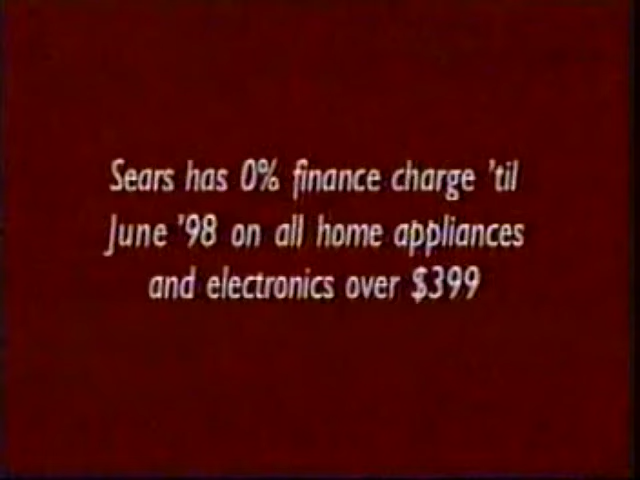 Sears has 0% finance charge 'til
June '98 on all home appliances
and electronics over $399